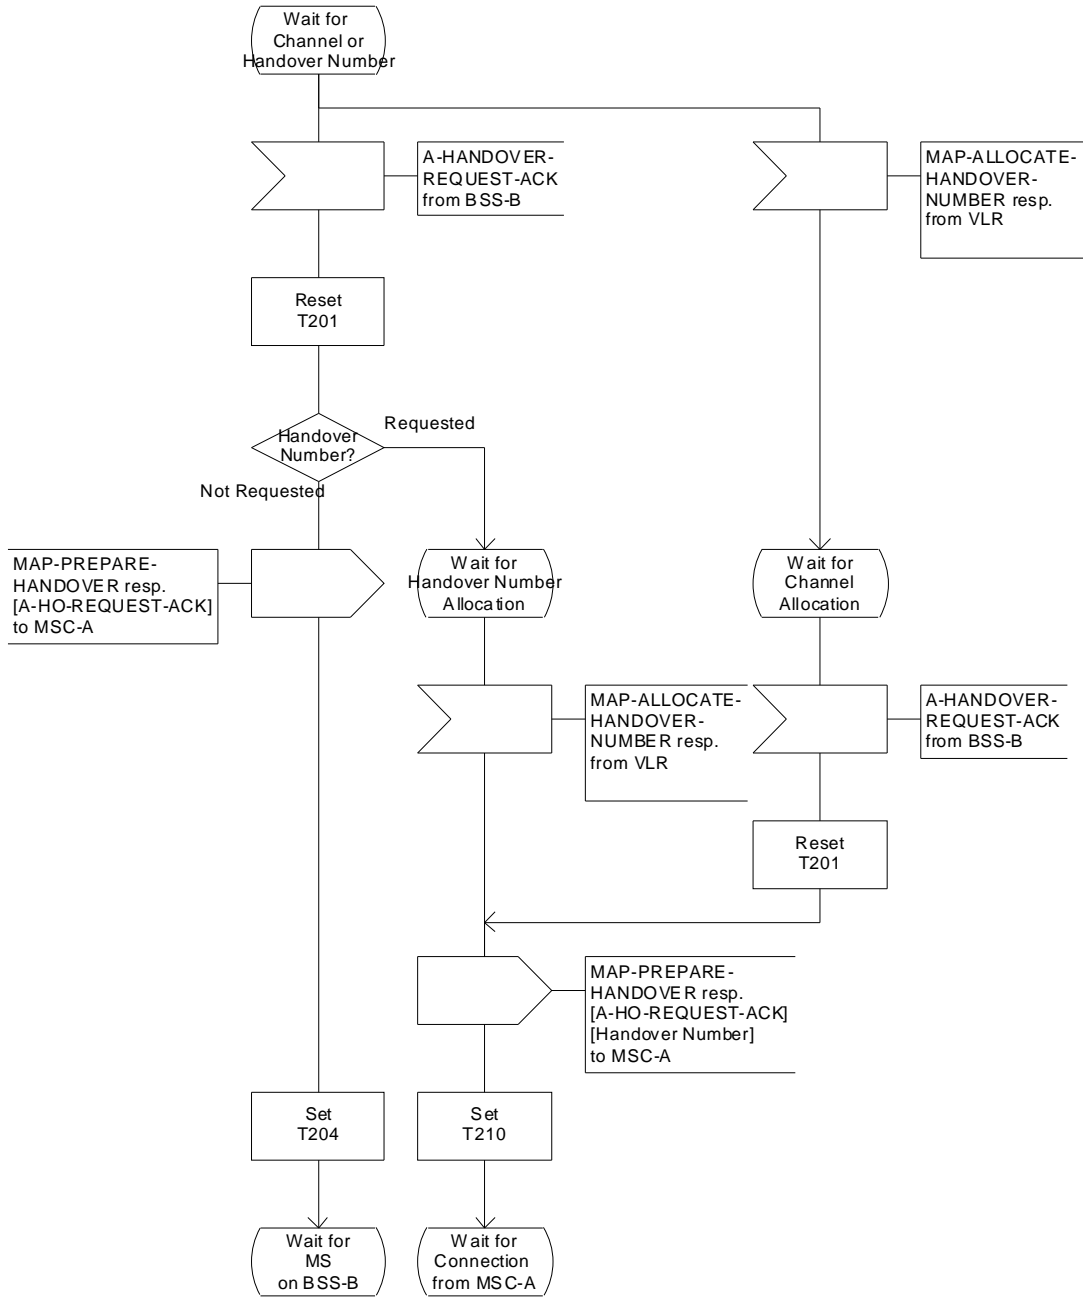 Wait for
Channel or
Handover Number
A-HANDOVER-
REQUEST-ACK
from BSS-B
MAP-ALLOCATE-
HANDOVER-
NUMBER resp.
from VLR
Reset
T201
Handover
Number?
Requested
Not Requested
MAP-PREPARE-
HANDOVER resp.
[A-HO-REQUEST-ACK]
to MSC-A
Wait for
Handover Number
Allocation
Wait for
Channel
Allocation
MAP-ALLOCATE-
HANDOVER-
NUMBER resp.
from VLR
A-HANDOVER-
REQUEST-ACK
from BSS-B
Reset
T201
MAP-PREPARE-
HANDOVER resp.
[A-HO-REQUEST-ACK]
[Handover Number]
to MSC-A
Set
T204
Set
T210
Wait for
MS
on BSS-B
Wait for
Connection
from MSC-A